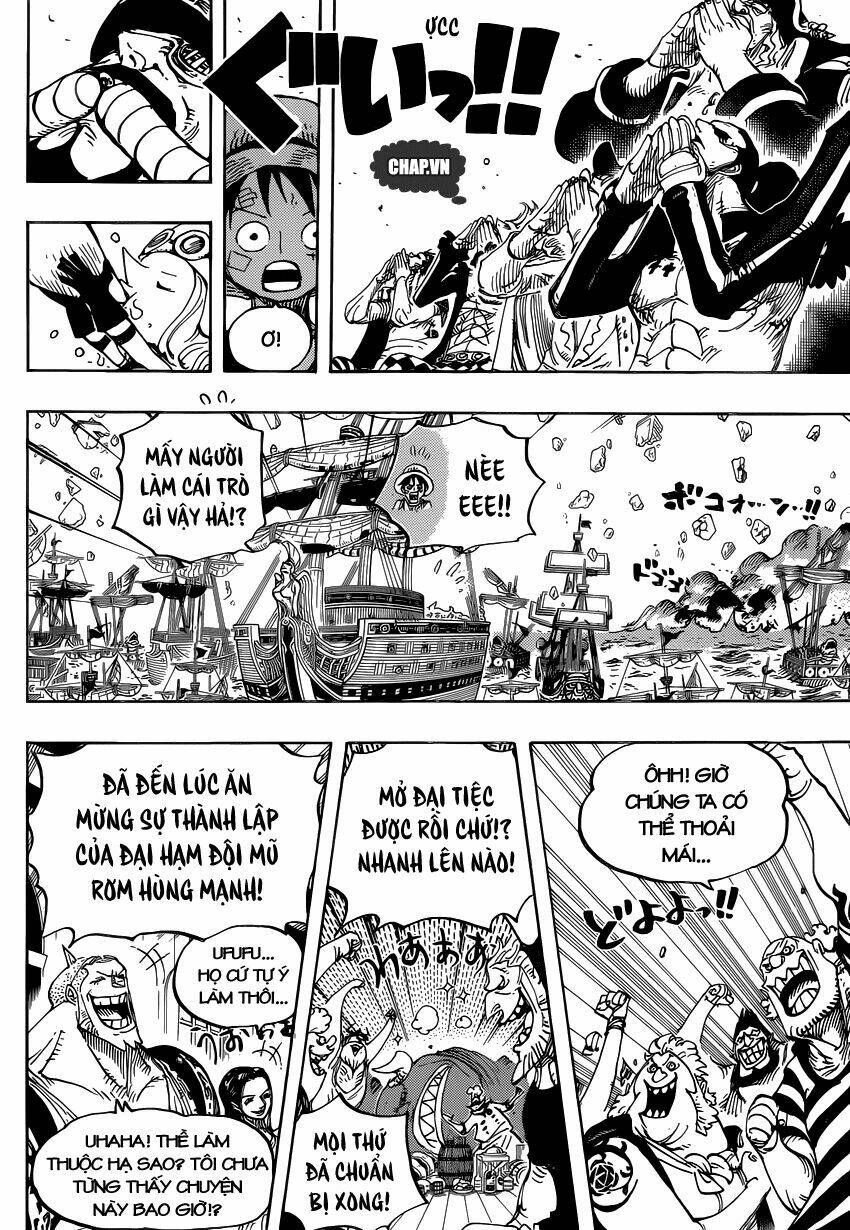 ỰCC
ぐいっ!!
CHAP.VN
Ơ!
MẤY NGƯỜI
LÀM CÁI TRÒ
GÌ VẬY HẢ!?
NÈE
EEE!!
ボコォーン…!!
ドゴゴ
ĐÃ ĐẾN LÚC ĂN
MỪNG SỰ THÀNH LẬP
CỦA ĐẠI HẠM ĐỘI MŨ
RƠM HÙNG MẠNH!
MỞ ĐẠI TIỆC
ĐƯỢC RỒI CHỨ!?
NHANH LÊN NÀO!
ÔHH! GIỜ
CHÚNG TA CÓ
THỂ THOẢI
MÁI...
どよよっ!!
わあああ
UFUFU...
HỌ CỨ TỰ Ý
LÀM THÔI...
UHAHA! THỀ LÀM
THUỘC HẠ SAO? TÔI CHƯA
TỪNG THẤY CHUYỆN
NÀY BAO GIỜ!?
MỌI THỨ
ĐÃ CHUẨN
BỊ XONG!